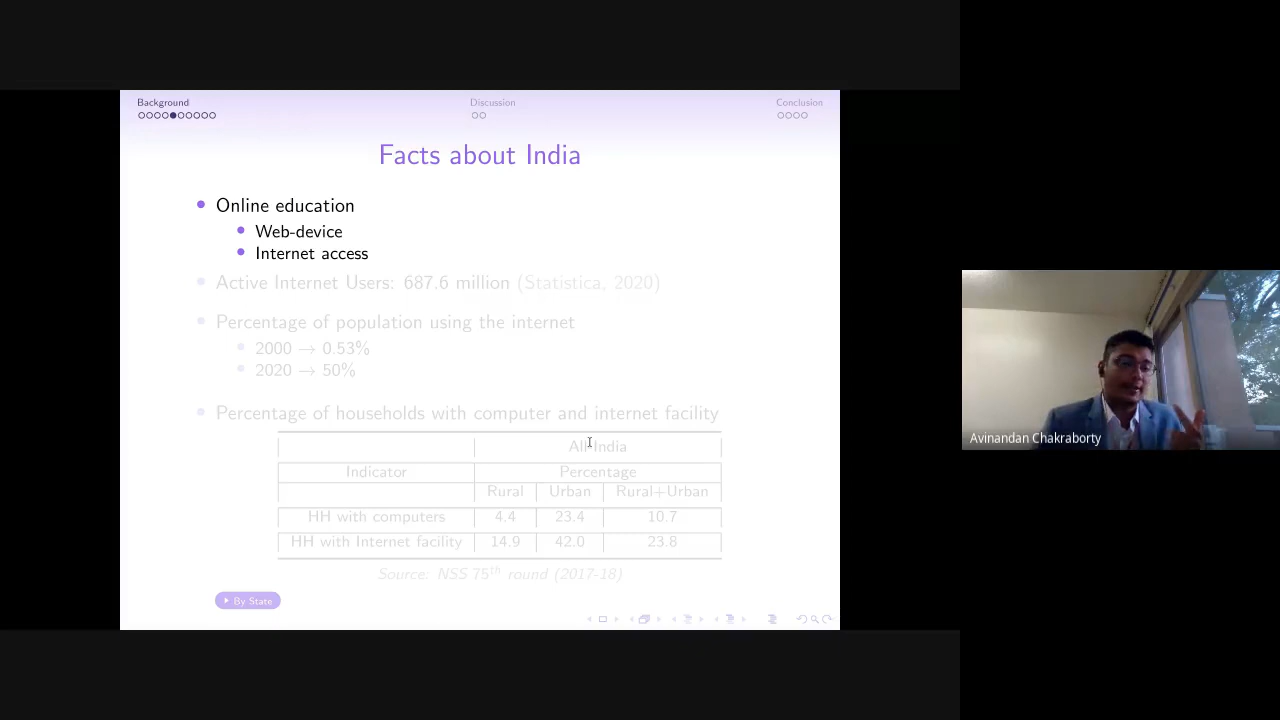 Background Discussion Conclusion
Facts about India
Online education
Web-device
Internet access
Active Internet Users: 687.6 million (Statistica, 2020)
Percentage of population using the internet
2000 → 0.53%
2020 → 50%
Percentage of households with computer and internet facility
All-India
Indicator Percentage
Rural Urban Rural+Urban
HH with computers 4.4 23.4 10.7
HH with Internet facility 14.9 42.0 23.8
Source: NSS 75th round (2017-18)
By State
Avinandan Chakraborty